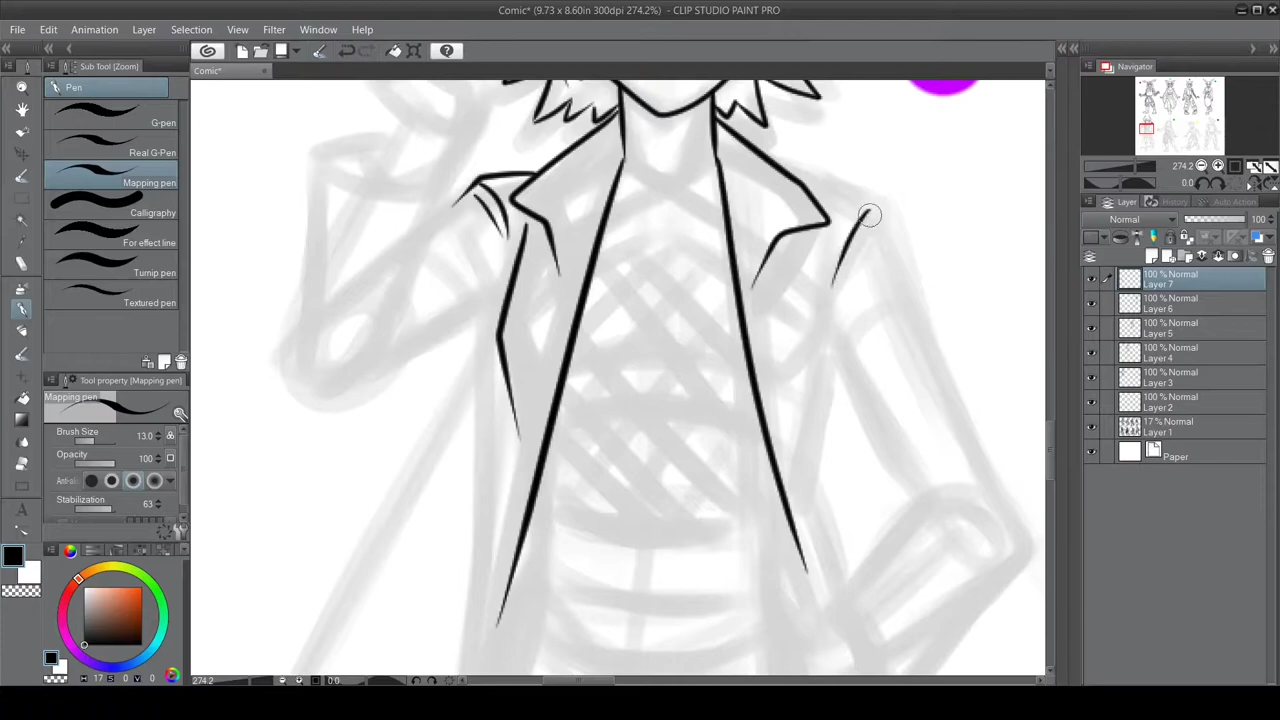 Comic* (9.73 x 8.60in 300dpi 274.2%) - CLIP STUDIO PAINT PRO
File Edit Animation Layer Selection View Filter Window Help
Sub Tool [Zoom]
Comic*
Navigator
Pen
G-pen
Real G-Pen
Mapping pen
Calligraphy
For effect line
Turnip pen
Textured pen
274.2
0.0
Layer History Auto Action
Normal 100
100 % Normal
Layer 7
100 % Normal
Layer 6
100 % Normal
Layer 5
100 % Normal
Layer 4
100 % Normal
Layer 3
100 % Normal
Layer 2
17 % Normal
Layer 1
Paper
Tool property [Mapping pen]
Mapping pen
Brush Size 13.0
Opacity 100
Anti-ali
Stabilization 63
H 17 S 0 V 0
274.2 0.0